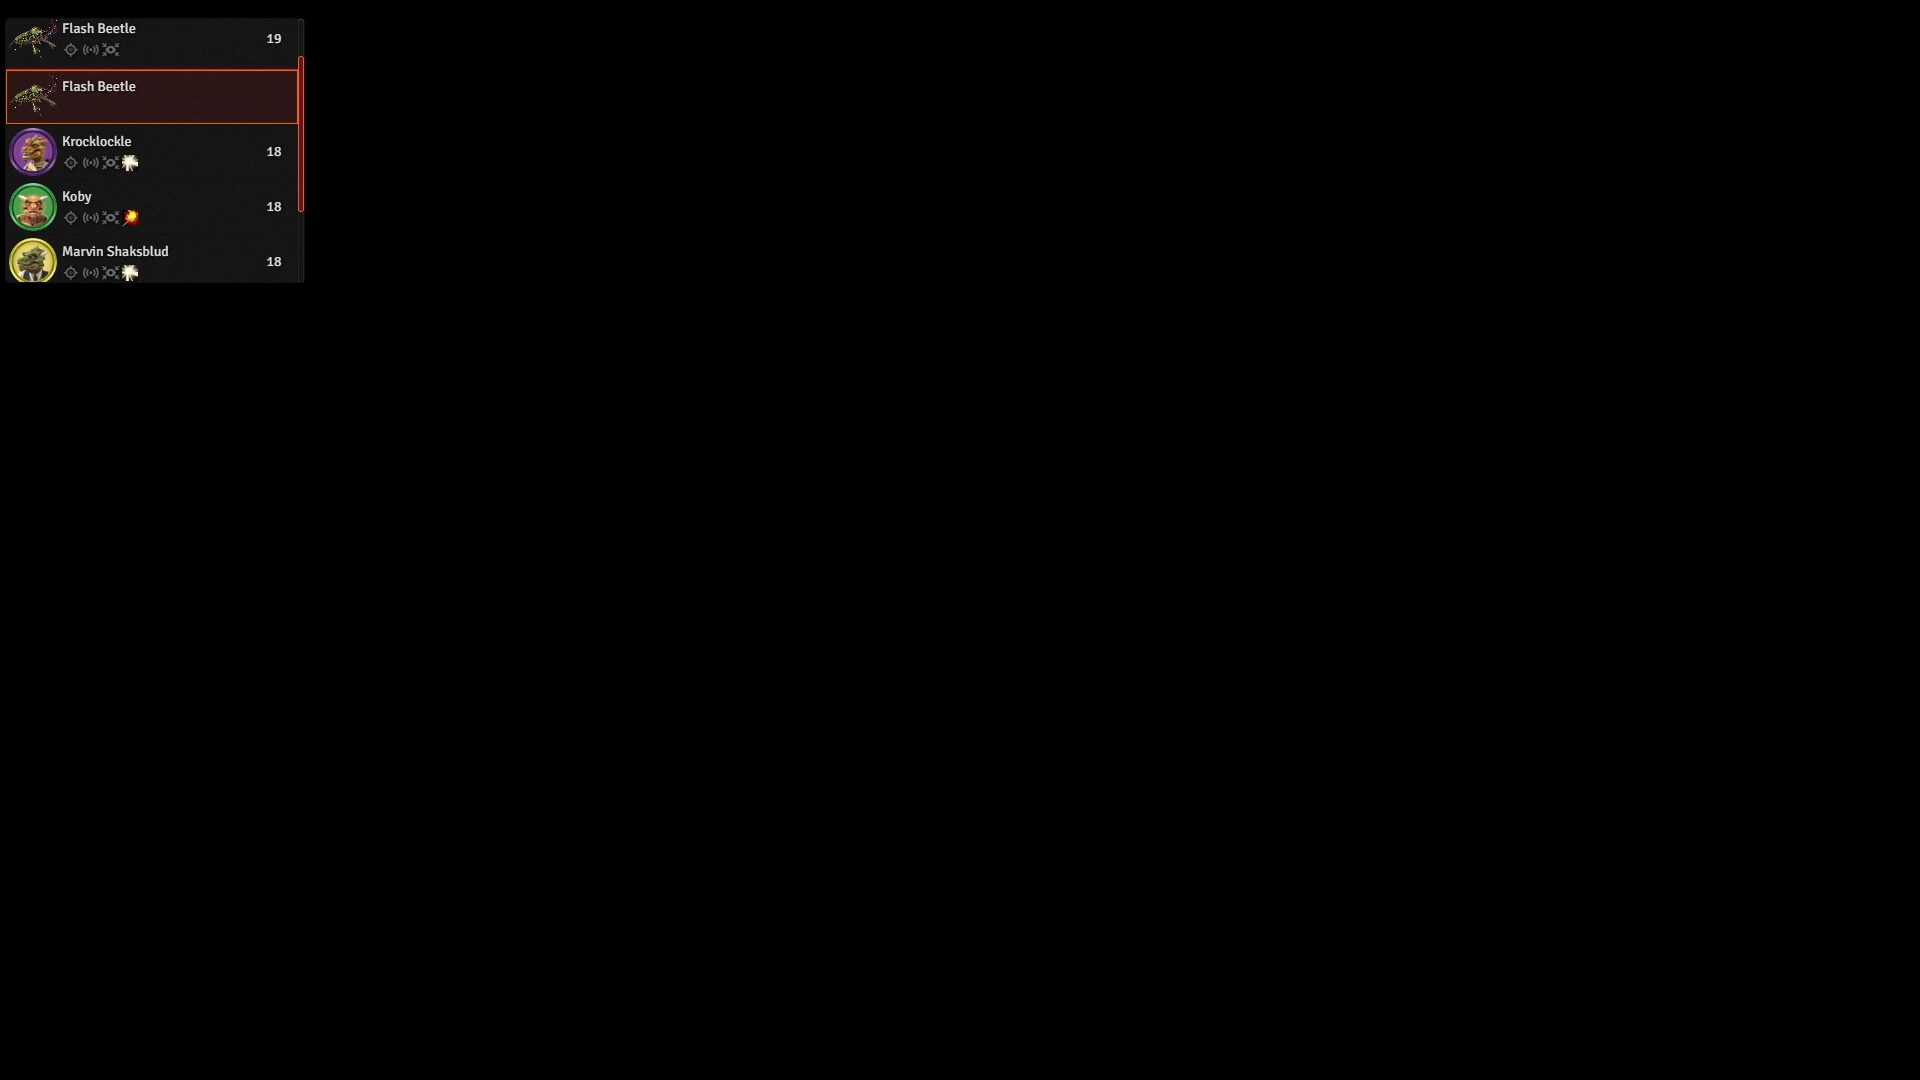 Flash Beetle
19
Flash Beetle
Krocklockle
18
Koby
18
Marvin Shaksblud
18